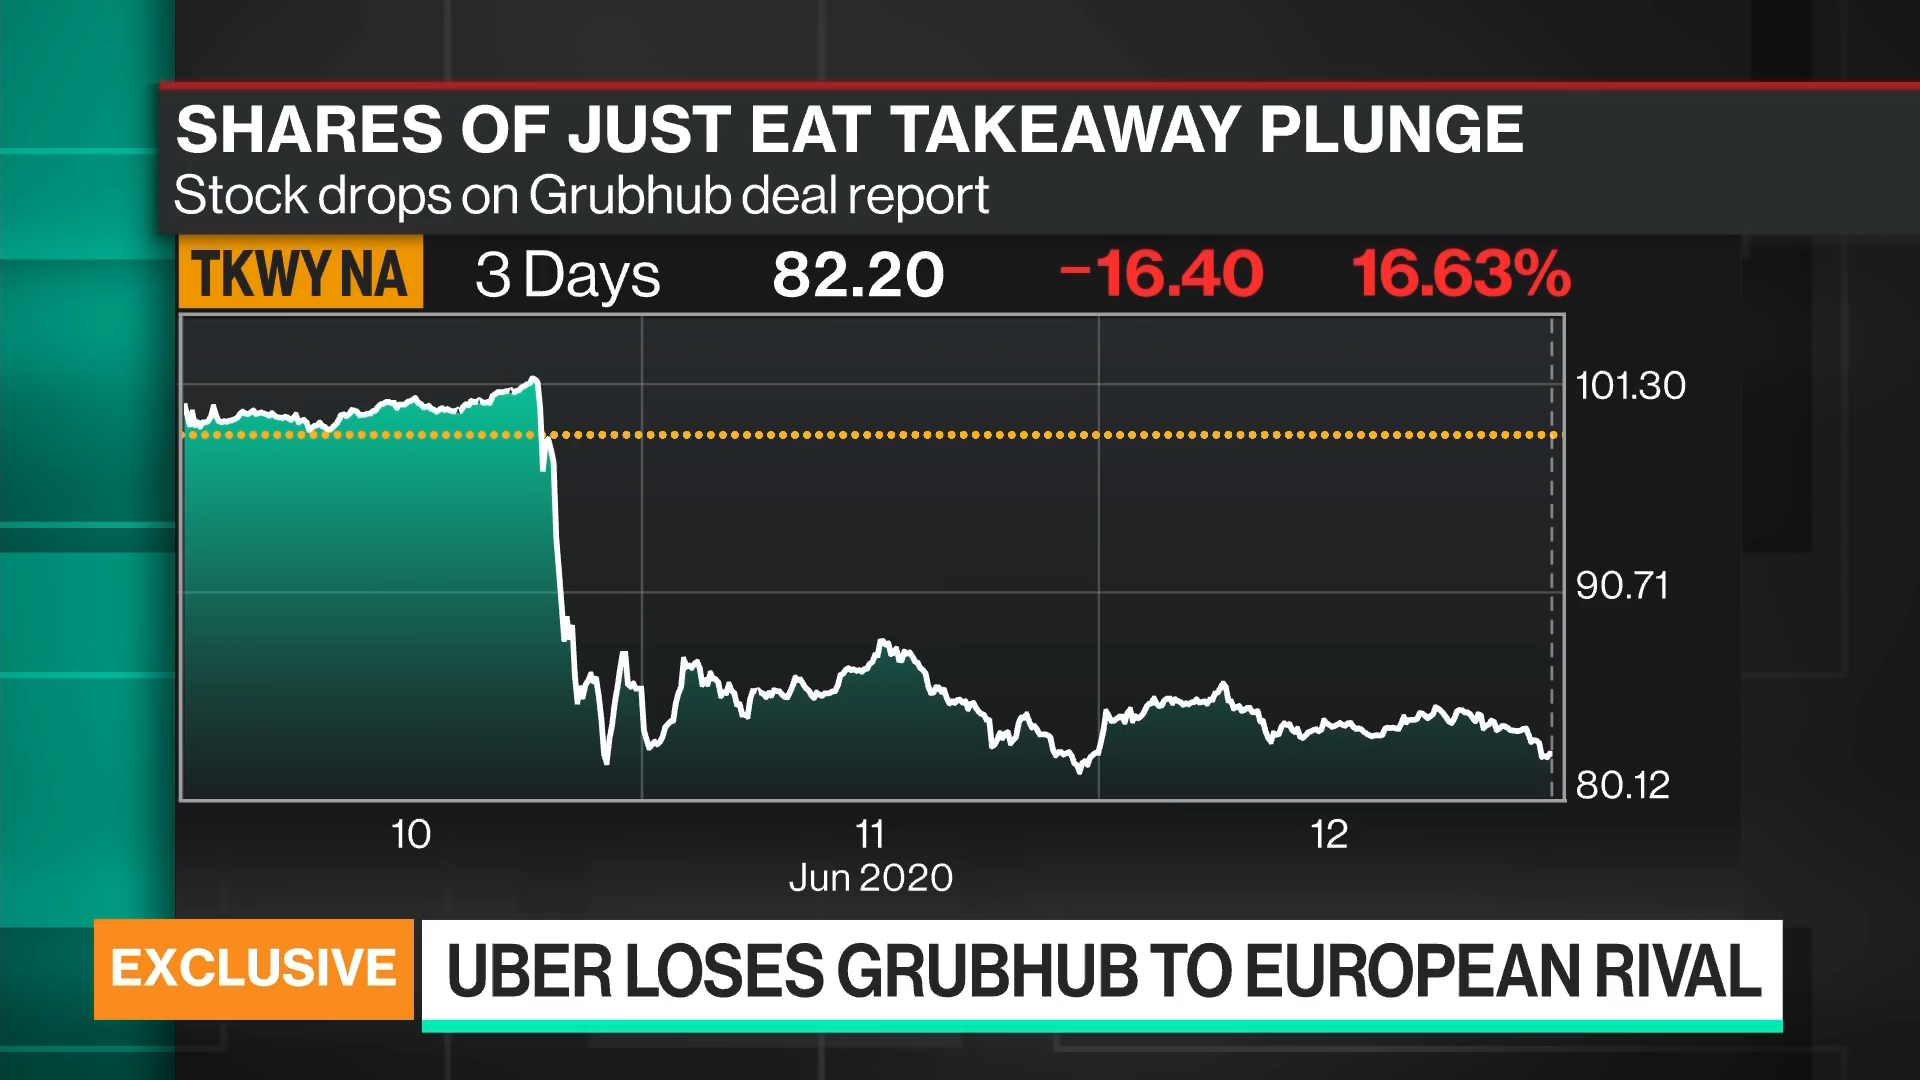 SHARES OF JUST EAT TAKEAWAY PLUNGE
Stock drops on Grubhub deal report
TKWY NA 3 Days 82.20 −16.40 16.63%
101.30
90.71
80.12
10 11 12
Jun 2020
EXCLUSIVE UBER LOSES GRUBHUB TO EUROPEAN RIVAL